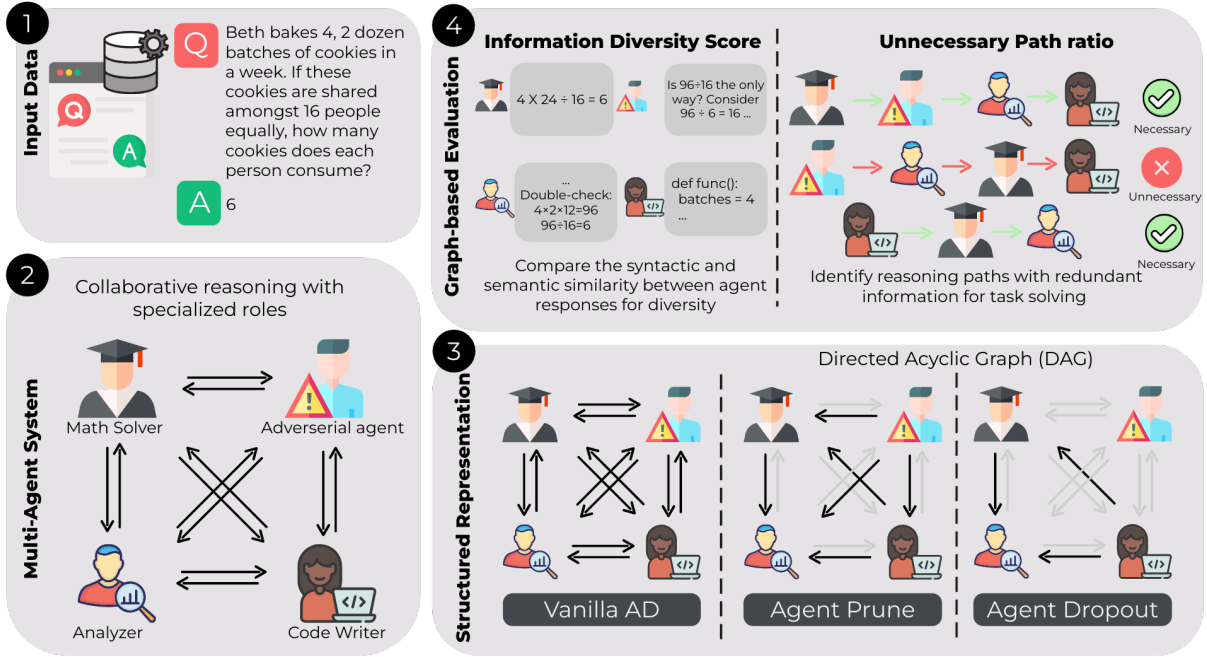 1
Input Data
Q
A
Q
Beth bakes 4, 2 dozen
batches of cookies in
a week. If these
cookies are shared
amongst 16 people
equally, how many
cookies does each
person consume?
A
6
2
Multi-Agent System
Collaborative reasoning with
specialized roles
Math Solver
Adverserial agent
Analyzer
</>
Code Writer
4
Graph-based Evaluation
Information Diversity Score
4 X 24 ÷ 16 = 6
!
Is 96÷16 the only
way? Consider
96 ÷ 6 = 16 ...
...
Double-check:
4×2×12=96
96÷16=6
</>
def func():
batches = 4
...
Compare the syntactic and
semantic similarity between agent
responses for diversity
Unnecessary Path ratio
!
</>
Necessary
!
</>
Unnecessary
</>
Necessary
Identify reasoning paths with redundant
information for task solving
3
Structured Representation
Directed Acyclic Graph (DAG)
!
!
!
!
</>
</>
</>
Vanilla AD
Agent Prune
Agent Dropout